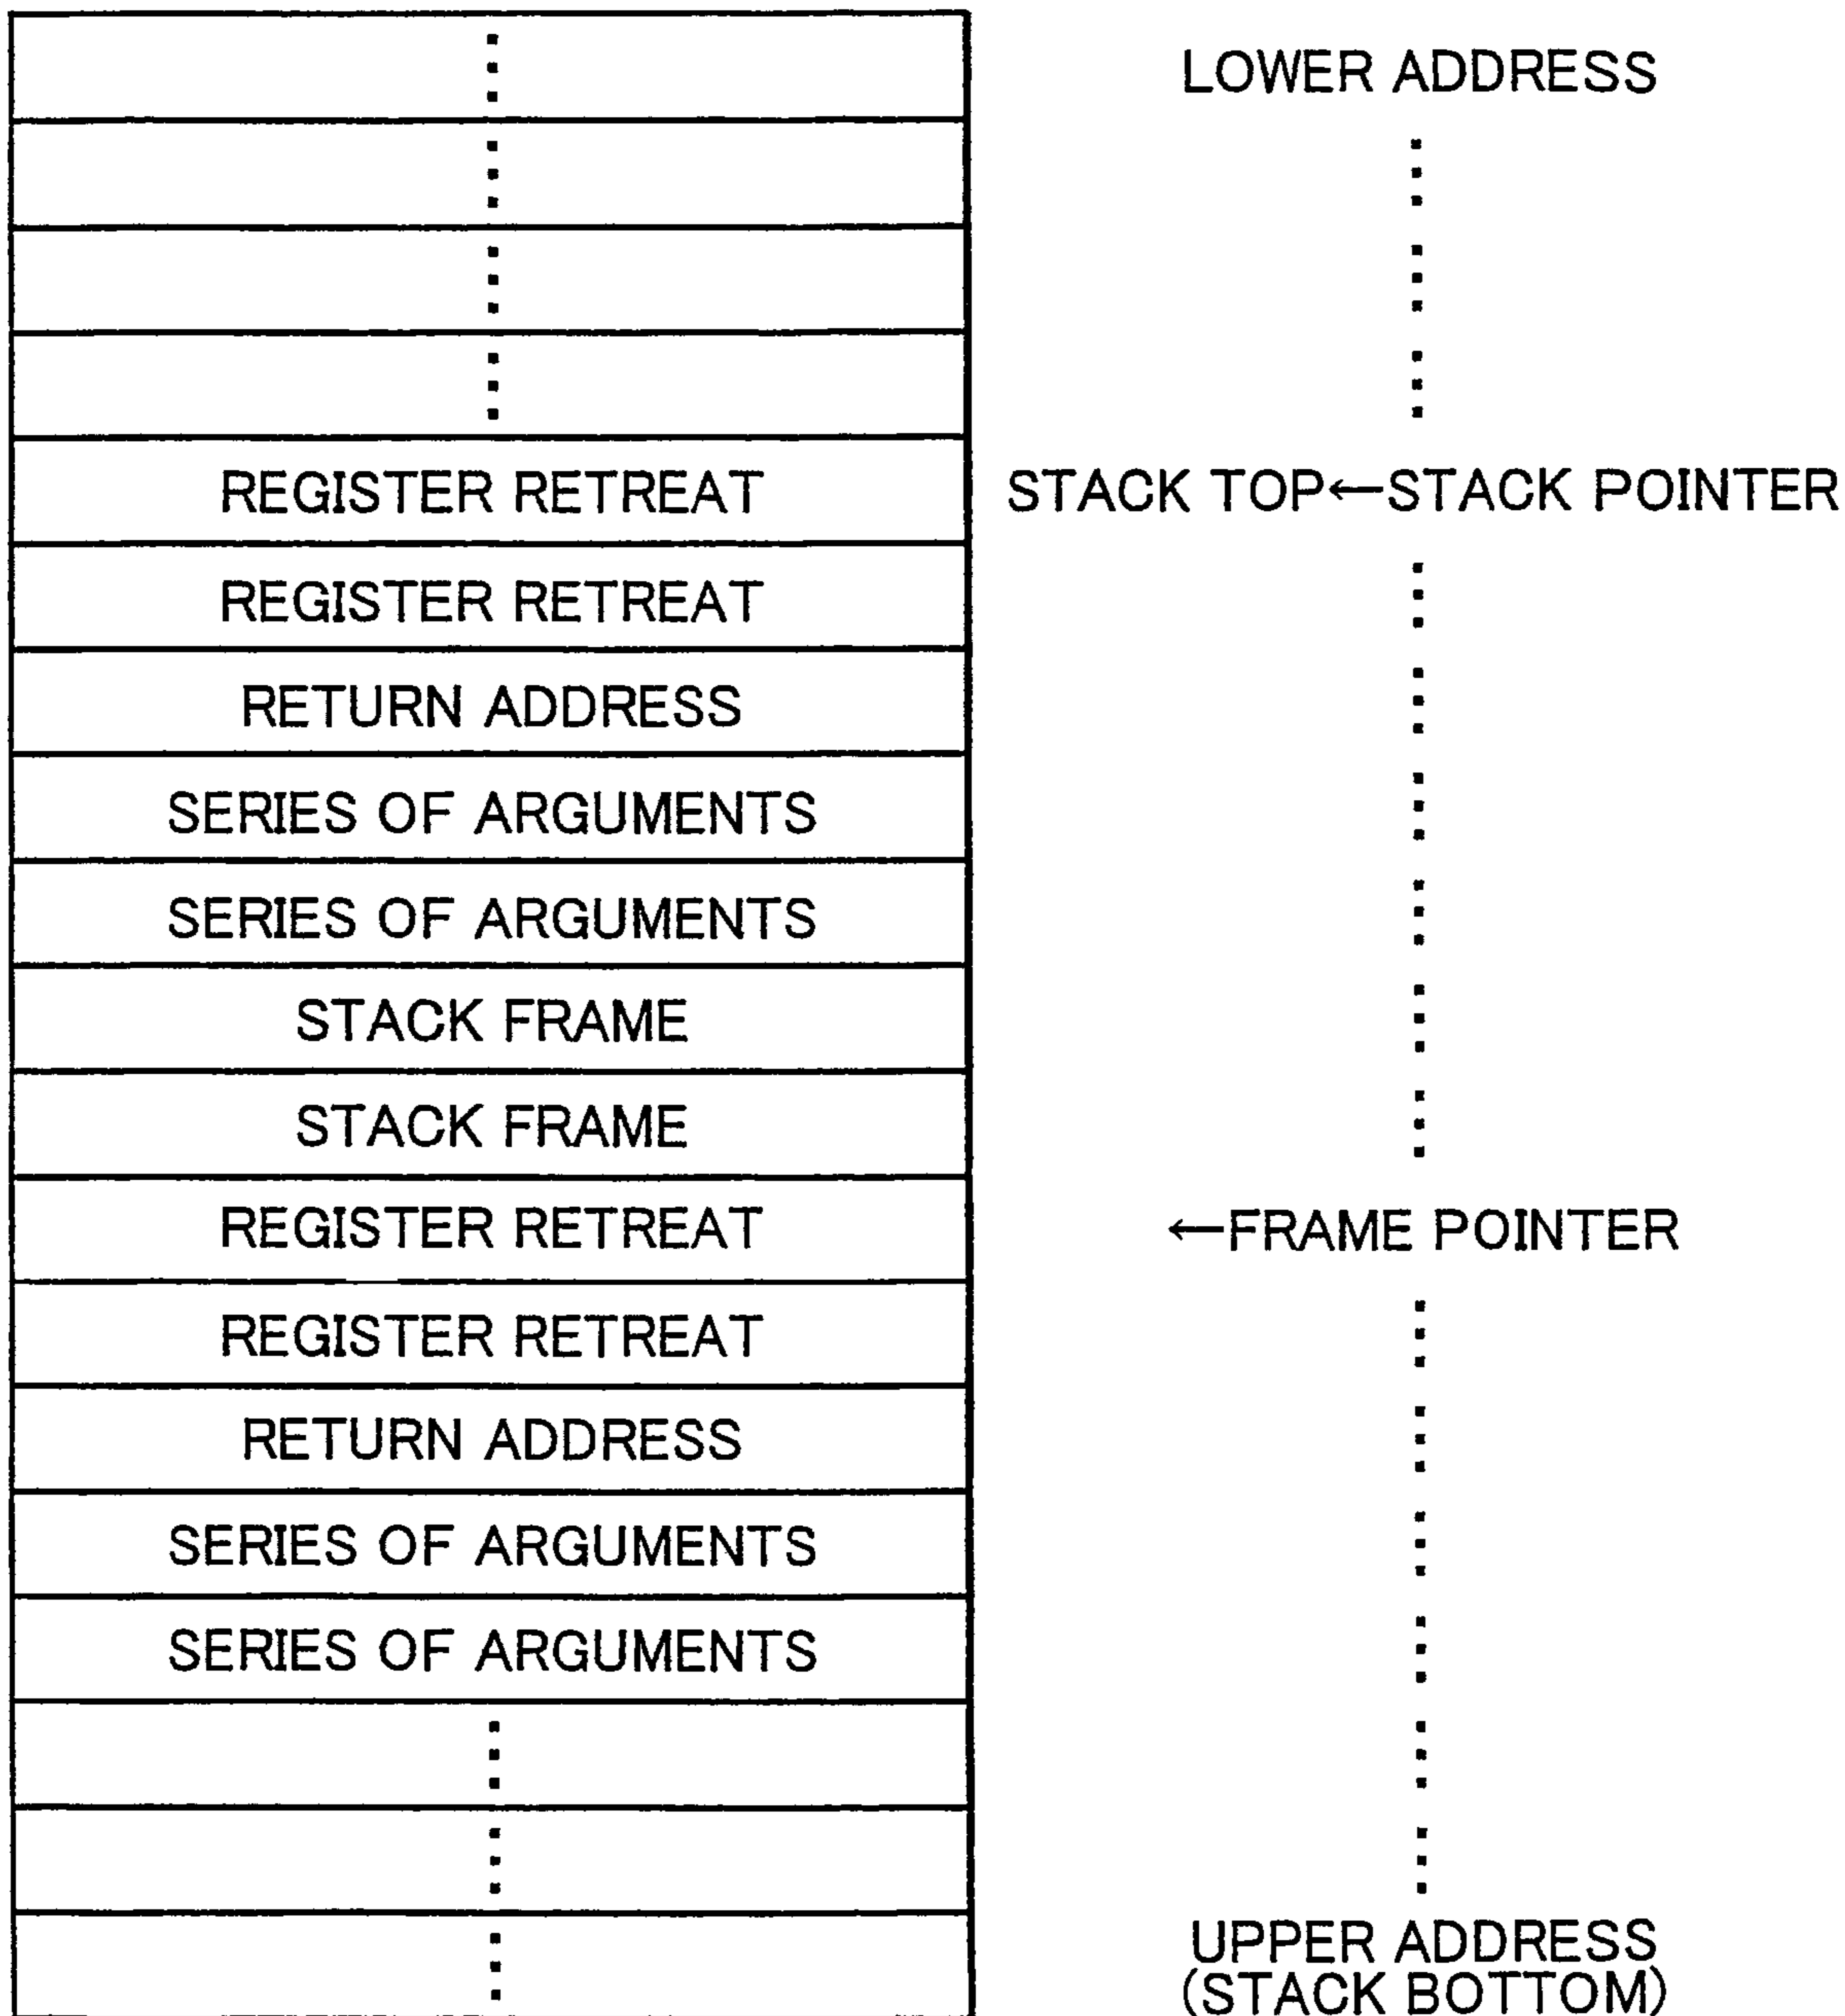 LOWER ADDRESS
REGISTER RETREAT STACK TOP←STACK POINTER
REGISTER RETREAT
RETURN ADDRESS
SERIES OF ARGUMENTS
SERIES OF ARGUMENTS
STACK FRAME
STACK FRAME
REGISTER RETREAT ←FRAME POINTER
REGISTER RETREAT
RETURN ADDRESS
SERIES OF ARGUMENTS
SERIES OF ARGUMENTS
UPPER ADDRESS
(STACK BOTTOM)